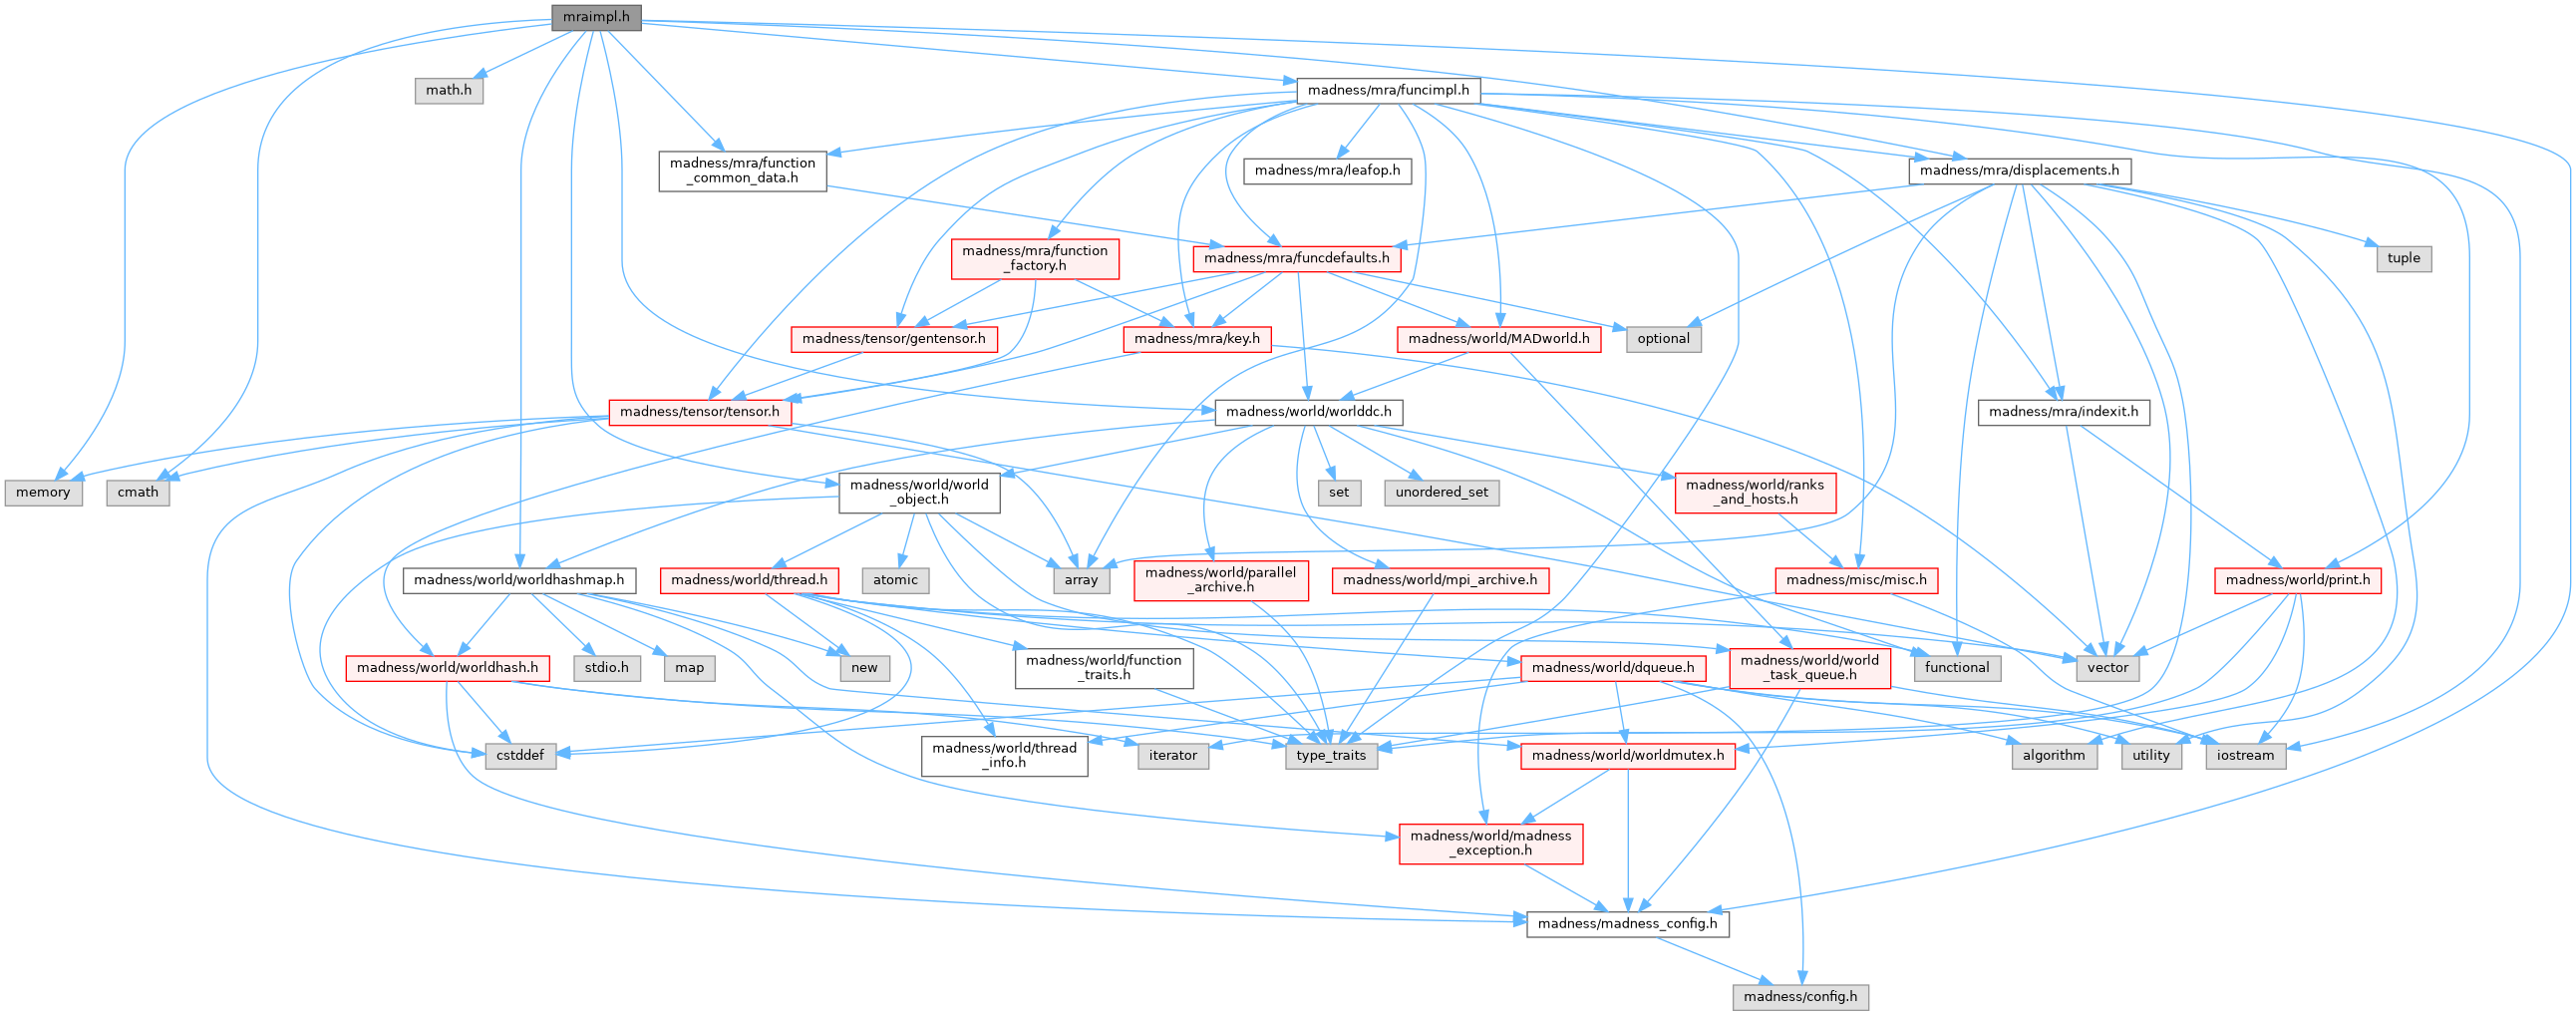 mraimpl.h
math.h
madness/mra/funcimpl.h
madness/mra/function
_common_data.h
madness/mra/leafop.h
madness/mra/displacements.h
madness/mra/function
_factory.h
madness/mra/funcdefaults.h
tuple
madness/tensor/gentensor.h
madness/mra/key.h
madness/world/MADworld.h
optional
madness/tensor/tensor.h
madness/world/worlddc.h
madness/mra/indexit.h
memory
cmath
madness/world/world
_object.h
set
unordered_set
madness/world/ranks
_and_hosts.h
madness/world/worldhashmap.h
madness/world/thread.h
atomic
array
madness/world/parallel
_archive.h
madness/world/mpi_archive.h
madness/misc/misc.h
madness/world/print.h
madness/world/worldhash.h
stdio.h
map
new
madness/world/function
_traits.h
madness/world/dqueue.h
madness/world/world
_task_queue.h
functional
vector
cstddef
madness/world/thread
_info.h
iterator
type_traits
madness/world/worldmutex.h
algorithm
utility
iostream
madness/world/madness
_exception.h
madness/madness_config.h
madness/config.h